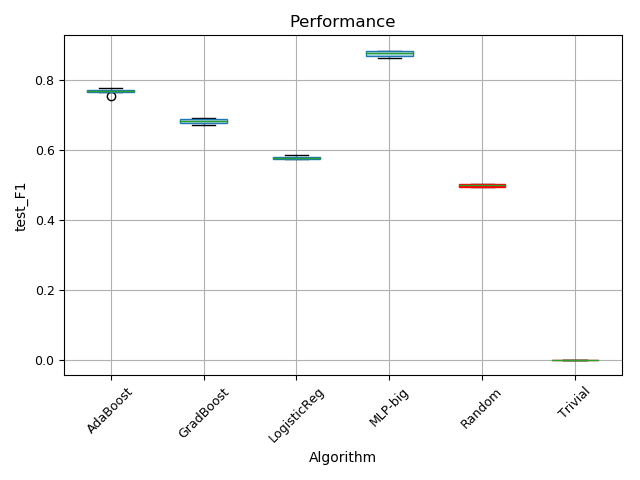 Performance
test_F1
0.8
0.6
0.4
0.2
0.0
AdaBoost
GradBoost
LogisticReg
MLP-big
Random
Trivial
Algorithm